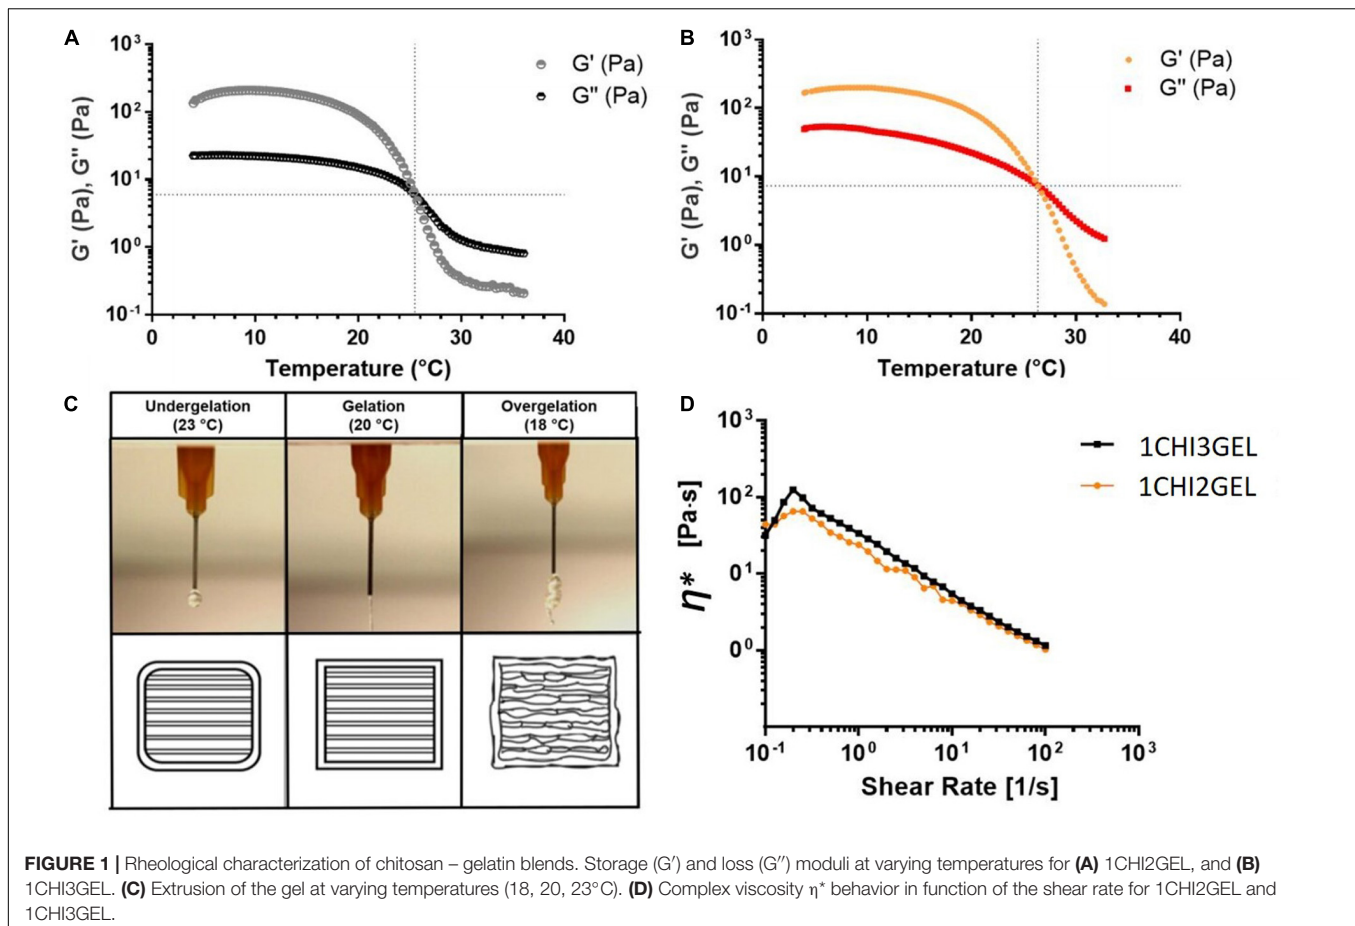 A
10³
10²
10¹
10⁰
10⁻¹
G' (Pa), G'' (Pa)
G' (Pa)
G'' (Pa)
0
10
20
30
40
Temperature (°C)
B
10³
10²
10¹
10⁰
10⁻¹
G' (Pa), G'' (Pa)
G' (Pa)
G'' (Pa)
0
10
20
30
40
Temperature (°C)
C
Undergelation
(23 °C)
Gelation
(20 °C)
Overgelation
(18 °C)
D
10³
10²
0¹
0⁰
η* [Pa·s]
1CHI3GEL
1CHI2GEL
10⁻¹
10⁰
10¹
10²
10³
Shear Rate [1/s]
FIGURE 1 | Rheological characterization of chitosan – gelatin blends. Storage (G′) and loss (G′′) moduli at varying temperatures for (A) 1CHI2GEL, and (B)
1CHI3GEL. (C) Extrusion of the gel at varying temperatures (18, 20, 23°C). (D) Complex viscosity η* behavior in function of the shear rate for 1CHI2GEL and
1CHI3GEL.